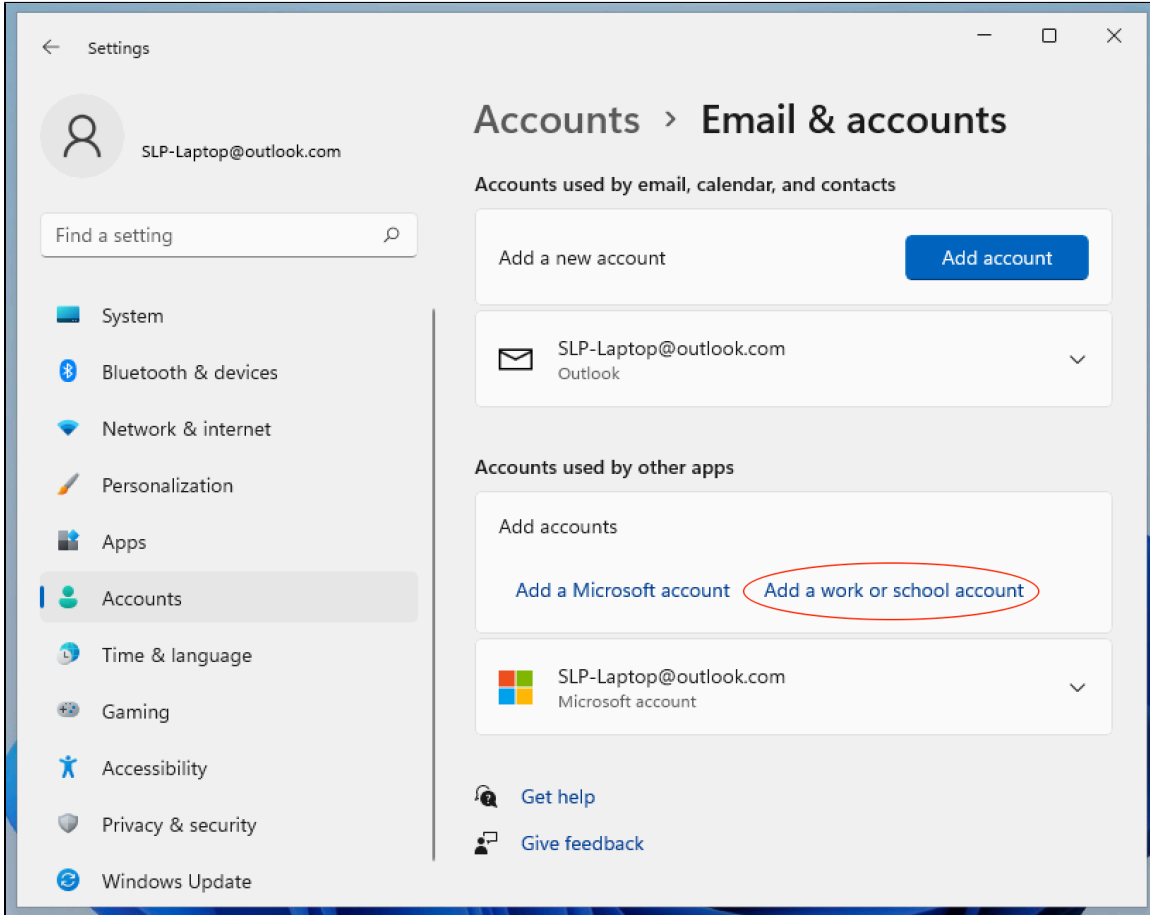 Settings
SLP-Laptop@outlook.com
Find a setting
System
Bluetooth & devices
Network & internet
Personalization
Apps
Accounts
Time & language
Gaming
Accessibility
Privacy & security
Windows Update
Accounts > Email & accounts
Accounts used by email, calendar, and contacts
Add a new account Add account
SLP-Laptop@outlook.com
Outlook
Accounts used by other apps
Add accounts
Add a Microsoft account Add a work or school account
SLP-Laptop@outlook.com
Microsoft account
Get help
Give feedback